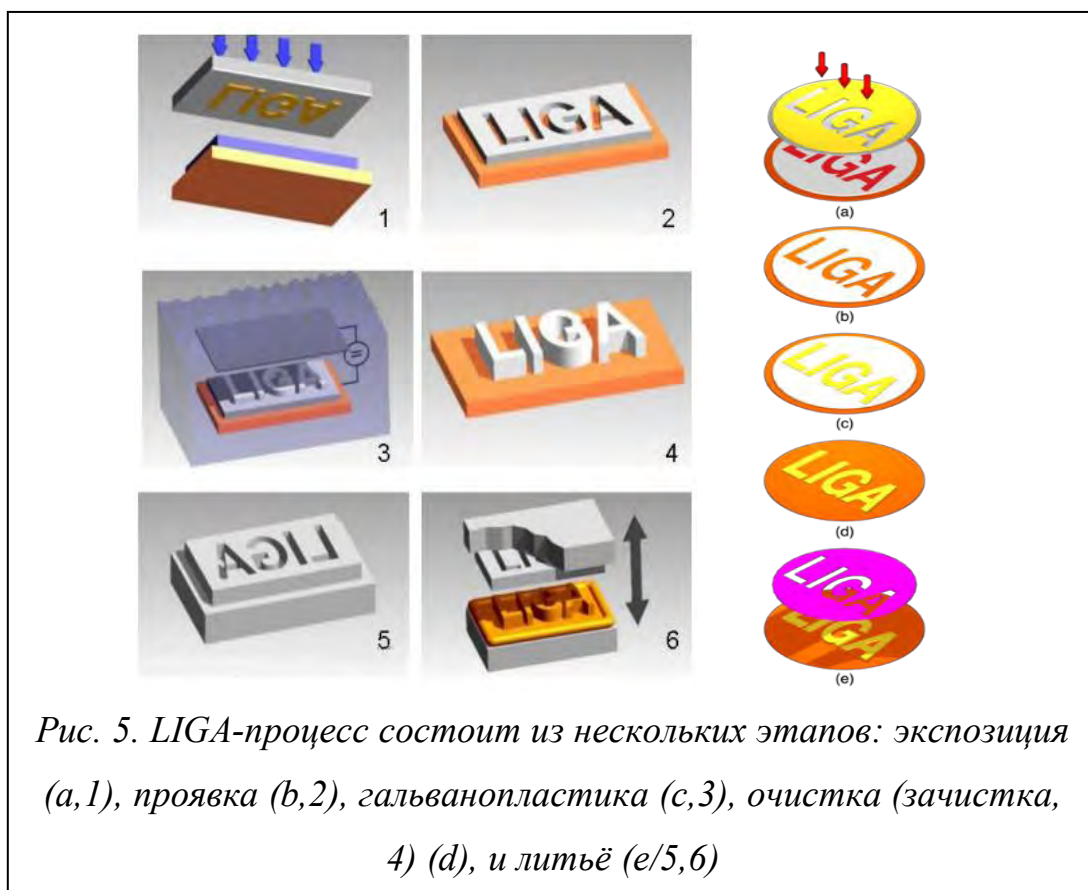 LIGA
1
LIGA
2
LIGA
3
LIGA
4
LIGA
5
LI
LIGA
6
LIGA
LIGA
(a)
LIGA
(b)
LIGA
(c)
LIGA
(d)
LIGA
LIGA
(e)
Рис. 5. LIGA-процесс состоит из нескольких этапов: экспозиция
(a,1), проявка (b,2), гальванопластика (c,3), очистка (зачистка,
4) (d), и литьё (e/5,6)